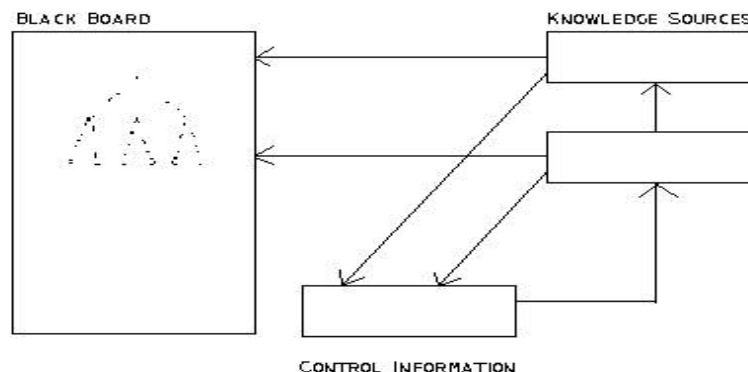 BLACK BOARD
KNOWLEDGE SOURCES
CONTROL INFORMATION